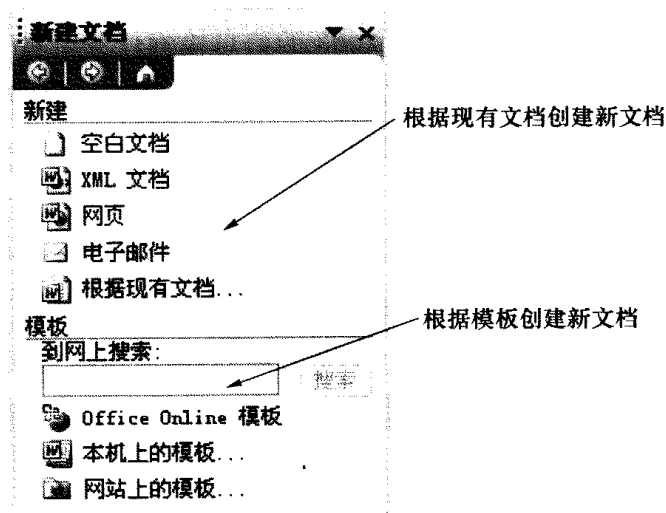 新建文档
新建
空白文档
XML 文档
网页
电子邮件
根据现有文档...
模板
到网上搜索:
搜索
Office Online 模板
本机上的模板...
网站上的模板...
根据现有文档创建新文档
根据模板创建新文档